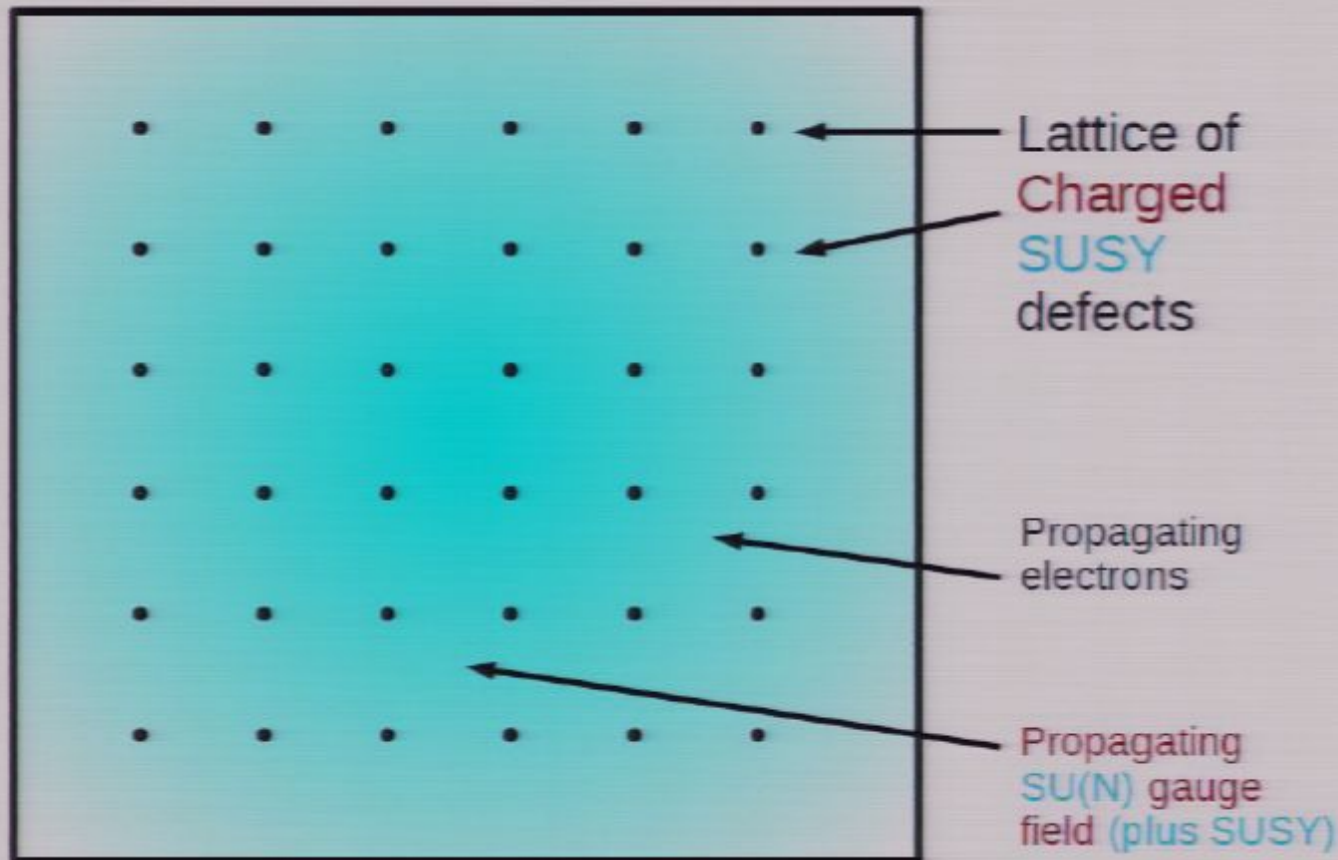 Lattice of
Charged
SUSY
defects
Propagating
electrons
Propagating
SU(N) gauge
field (plus SUSY)